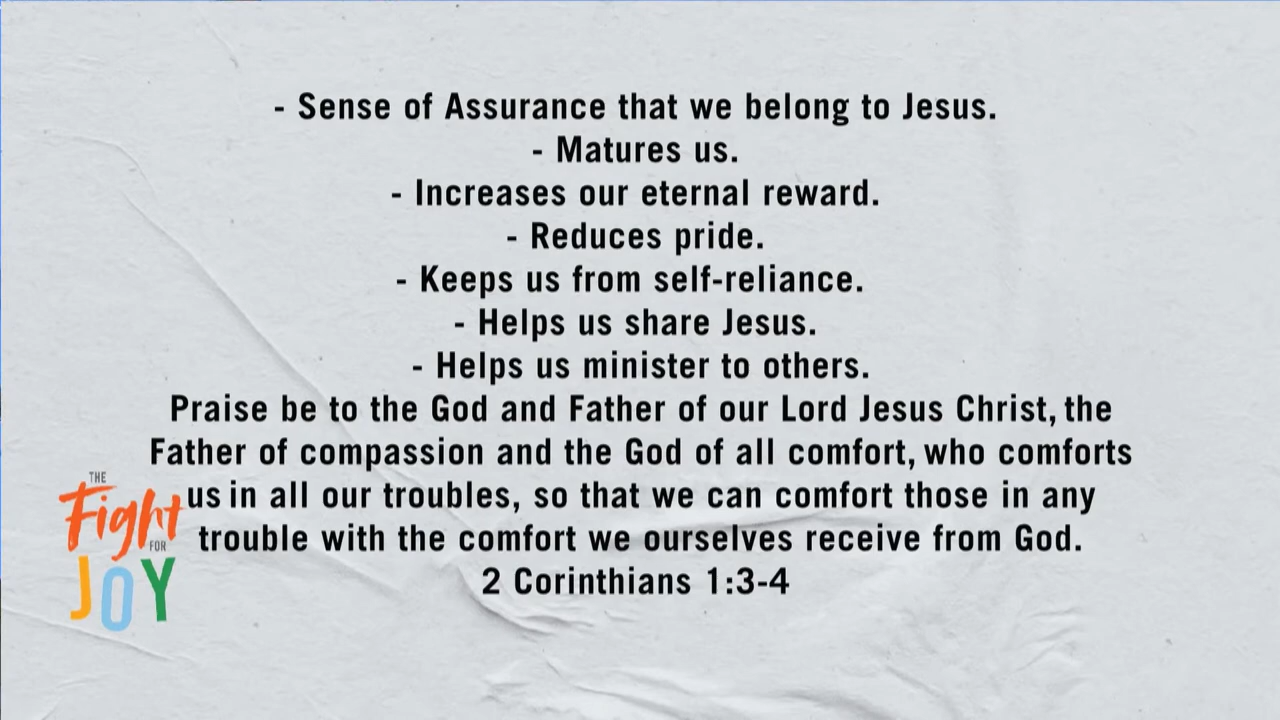 - Sense of Assurance that we belong to Jesus.
- Matures us.
- Increases our eternal reward.
- Reduces pride.
- Keeps us from self-reliance.
- Helps us share Jesus.
- Helps us minister to others.
Praise be to the God and Father of our Lord Jesus Christ, the
Father of compassion and the God of all comfort, who comforts
us in all our troubles, so that we can comfort those in any
trouble with the comfort we ourselves receive from God.
2 Corinthians 1:3-4
THE
Fight
FOR
JOY